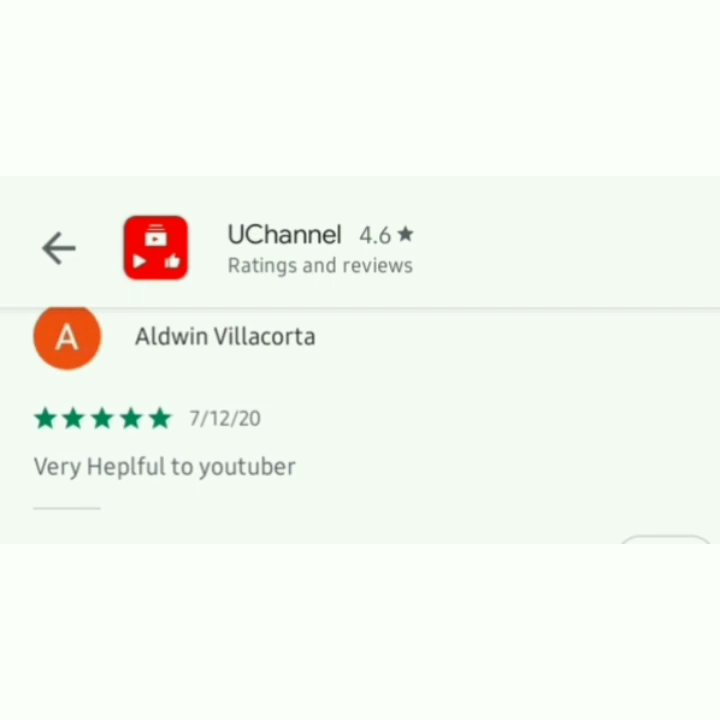 UChannel 4.6 ★
Ratings and reviews
A Aldwin Villacorta
★★★★★ 7/12/20
Very Heplful to youtuber